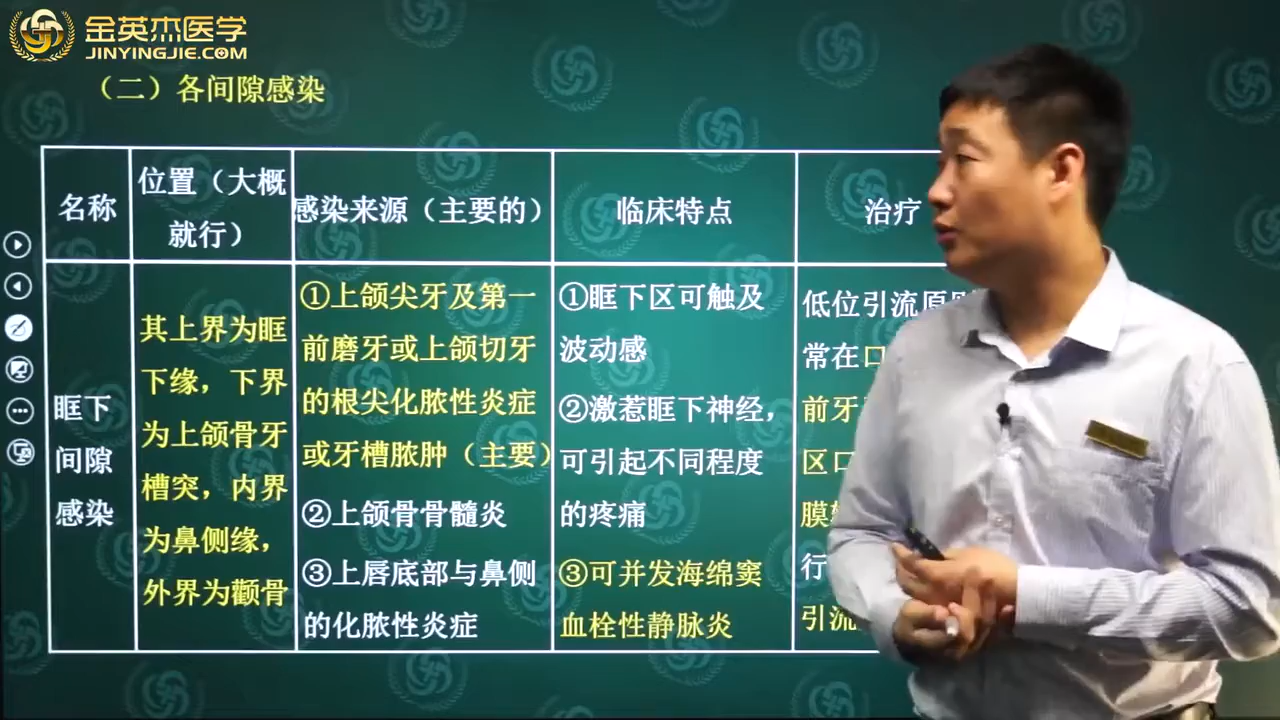 金英杰医学
JINYINGJIE.COM
（二）各间隙感染
名称
位置（大概
就行）
感染来源（主要的）
临床特点
治疗
眶下
间隙
感染
其上界为眶
下缘，下界
为上颌骨牙
槽突，内界
为鼻侧缘，
外界为颧骨
①上颌尖牙及第一
前磨牙或上颌切牙
的根尖化脓性炎症
或牙槽脓肿（主要）
②上颌骨骨髓炎
③上唇底部与鼻侧
的化脓性炎症
①眶下区可触及
波动感
②激惹眶下神经，
可引起不同程度
的疼痛
③可并发海绵窦
血栓性静脉炎
低位引流原
常在口
前牙
区口
膜
行
引流